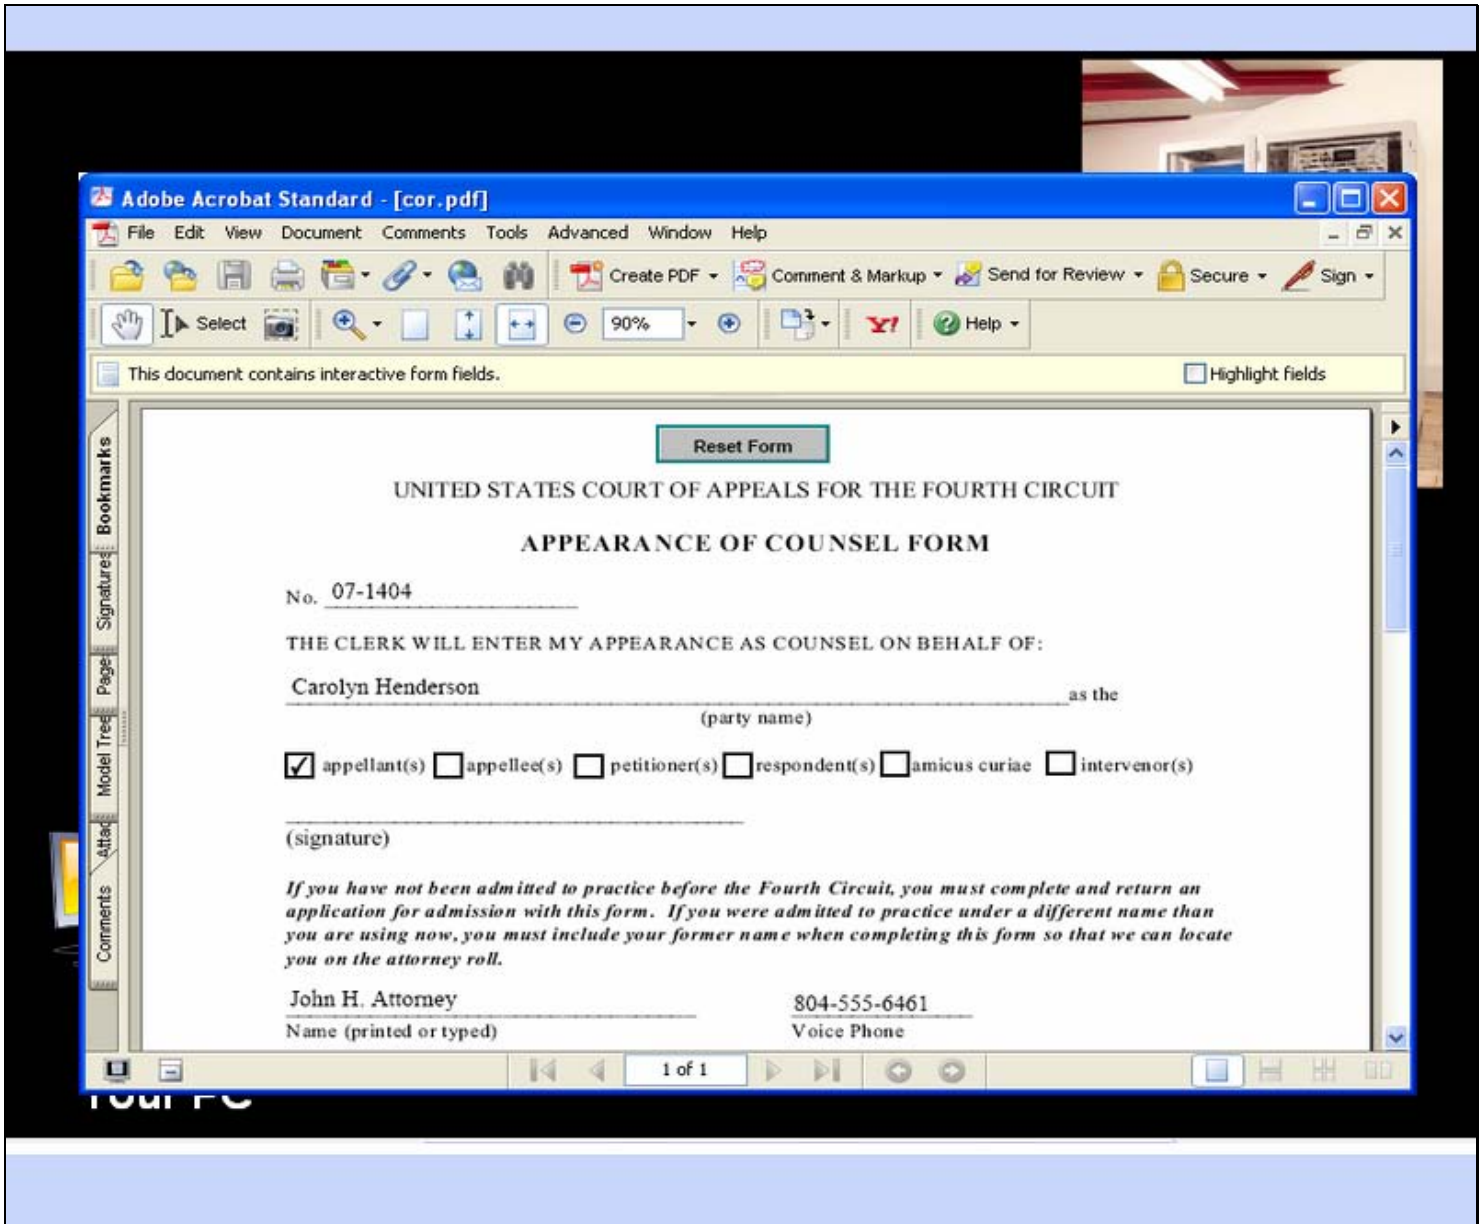 Adobe Acrobat Standard - [cor.pdf]
File Edit View Document Comments Tools Advanced Window Help
Create PDF Comment & Markup Send for Review Secure Sign
Select 90% Y! Help
This document contains interactive form fields. Highlight fields
Bookmarks
Signatures
Page
Model Tree
Attac
Comments
Reset Form
UNITED STATES COURT OF APPEALS FOR THE FOURTH CIRCUIT
APPEARANCE OF COUNSEL FORM
No. 07-1404
THE CLERK WILL ENTER MY APPEARANCE AS COUNSEL ON BEHALF OF:
Carolyn Henderson as the
(party name)
appellant(s) appellee(s) petitioner(s) respondent(s) amicus curiae intervenor(s)
(signature)
If you have not been admitted to practice before the Fourth Circuit, you must complete and return an
application for admission with this form. If you were admitted to practice under a different name than
you are using now, you must include your former name when completing this form so that we can locate
you on the attorney roll.
John H. Attorney 804-555-6461
Name (printed or typed) Voice Phone
1 of 1
Your PC